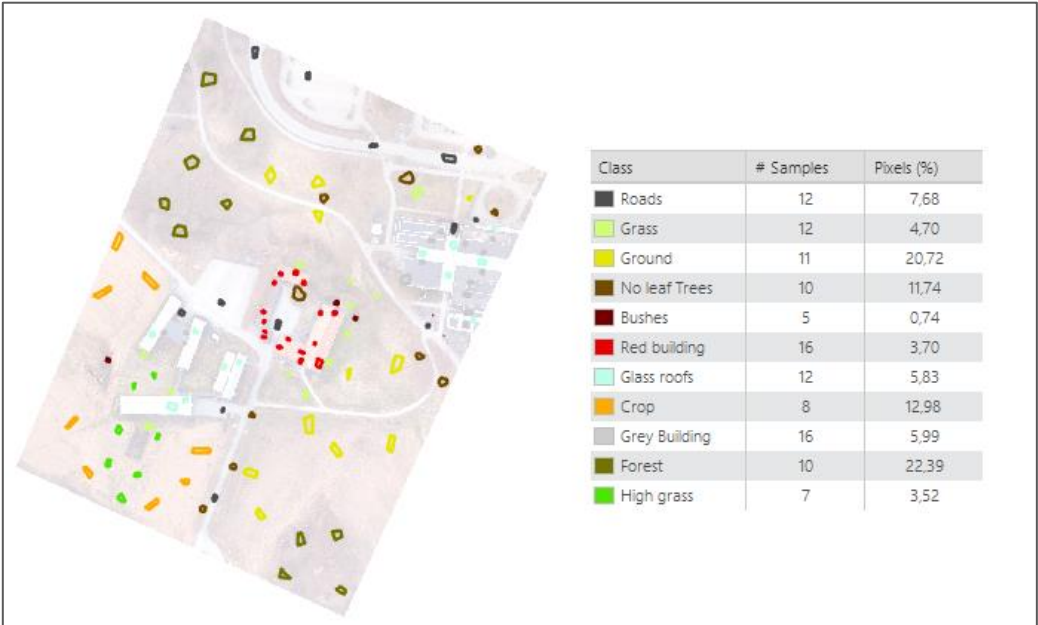 Class # Samples Pixels (%)
Roads 12 7,68
Grass 12 4,70
Ground 11 20,72
No leaf Trees 10 11,74
Bushes 5 0,74
Red building 16 3,70
Glass roofs 12 5,83
Crop 8 12,98
Grey Building 16 5,99
Forest 10 22,39
High grass 7 3,52